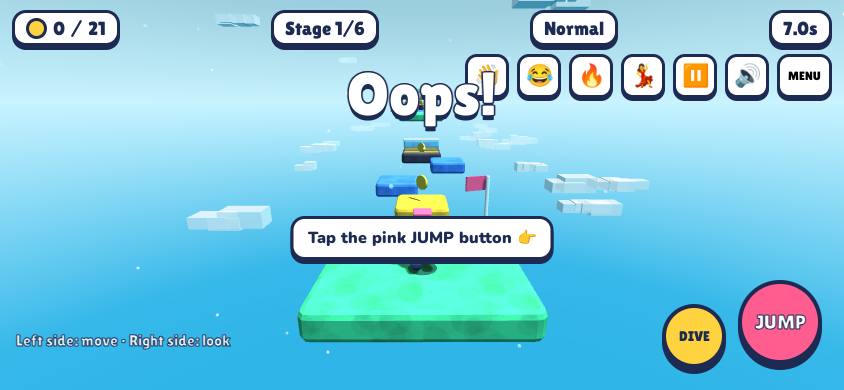 0 / 21
Stage 1/6
Normal
7.0s
MENU
Oops!
Tap the pink JUMP button 👉
JUMP
DIVE
Left side: move - Right side: look